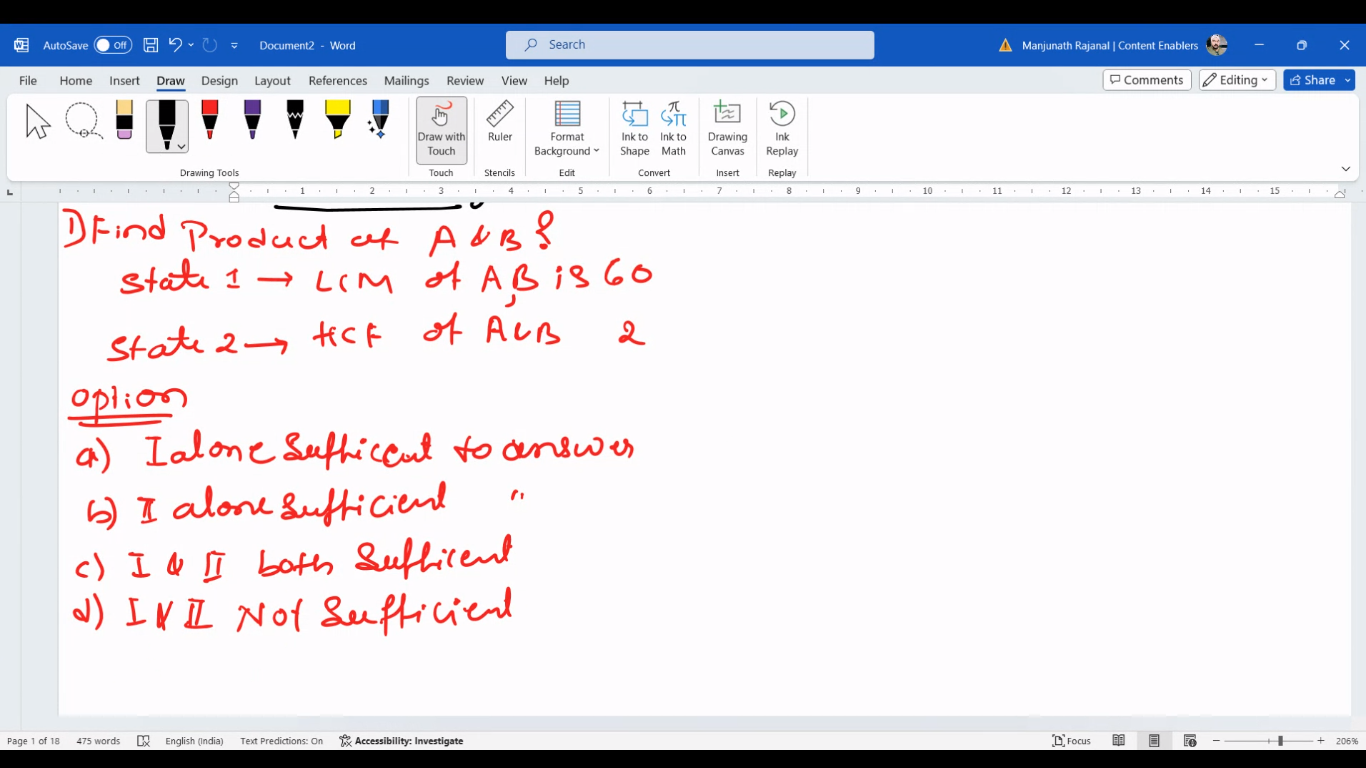 AutoSave Off Document2 - Word Search Manjunath Rajanal | Content Enablers
File Home Insert Draw Design Layout References Mailings Review View Help Comments Editing Share
Draw with Touch Ruler Format Background Ink to Shape Ink to Math Drawing Canvas Ink Replay
Drawing Tools Touch Stencils Edit Convert Insert Replay
1 2 3 4 5 6 7 8 9 10 11 12 13 14 15
1) Find Product of A & B?
State 1 → LCM of A, B is 60
State 2 → HCF of A & B 2
Option
a) I alone Sufficent to answer
b) II alone Sufficient "
c) I & II both Sufficent
d) I & II Not Sufficient
Page 1 of 18 475 words English (India) Text Predictions: On Accessibility: Investigate Focus 206%